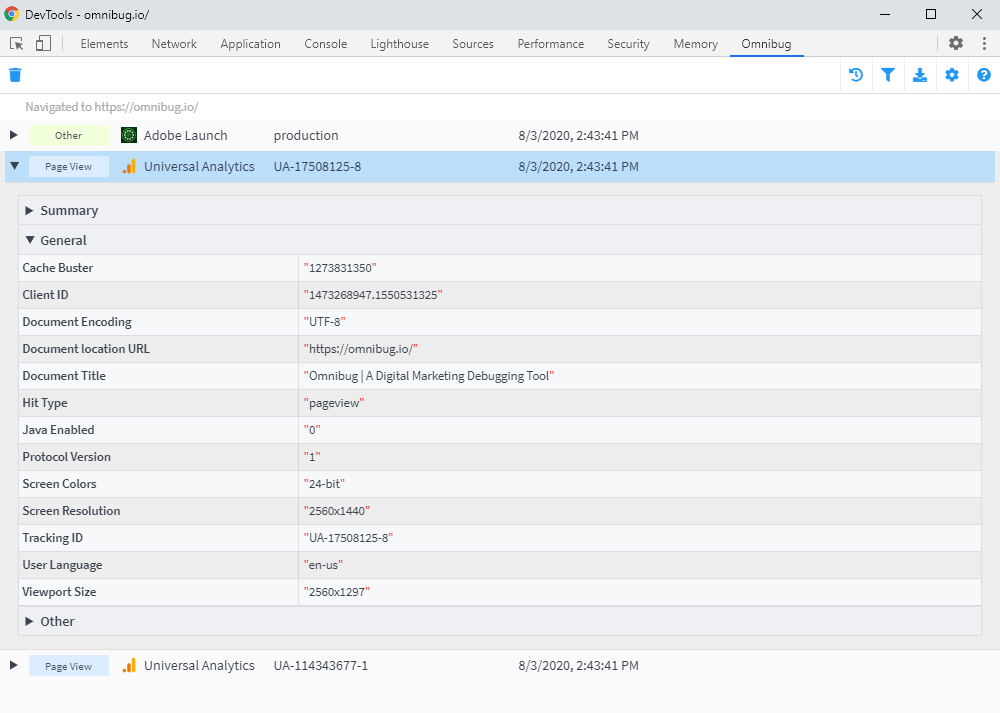 DevTools - omnibug.io/
Elements Network Application Console Lighthouse Sources Performance Security Memory Omnibug
Navigated to https://omnibug.io/
Other Adobe Launch production 8/3/2020, 2:43:41 PM
Page View Universal Analytics UA-17508125-8 8/3/2020, 2:43:41 PM
Summary
General
Cache Buster "1273831350"
Client ID "1473268947.1550531325"
Document Encoding "UTF-8"
Document location URL "https://omnibug.io/"
Document Title "Omnibug | A Digital Marketing Debugging Tool"
Hit Type "pageview"
Java Enabled "0"
Protocol Version "1"
Screen Colors "24-bit"
Screen Resolution "2560x1440"
Tracking ID "UA-17508125-8"
User Language "en-us"
Viewport Size "2560x1297"
Other
Page View Universal Analytics UA-114343677-1 8/3/2020, 2:43:41 PM